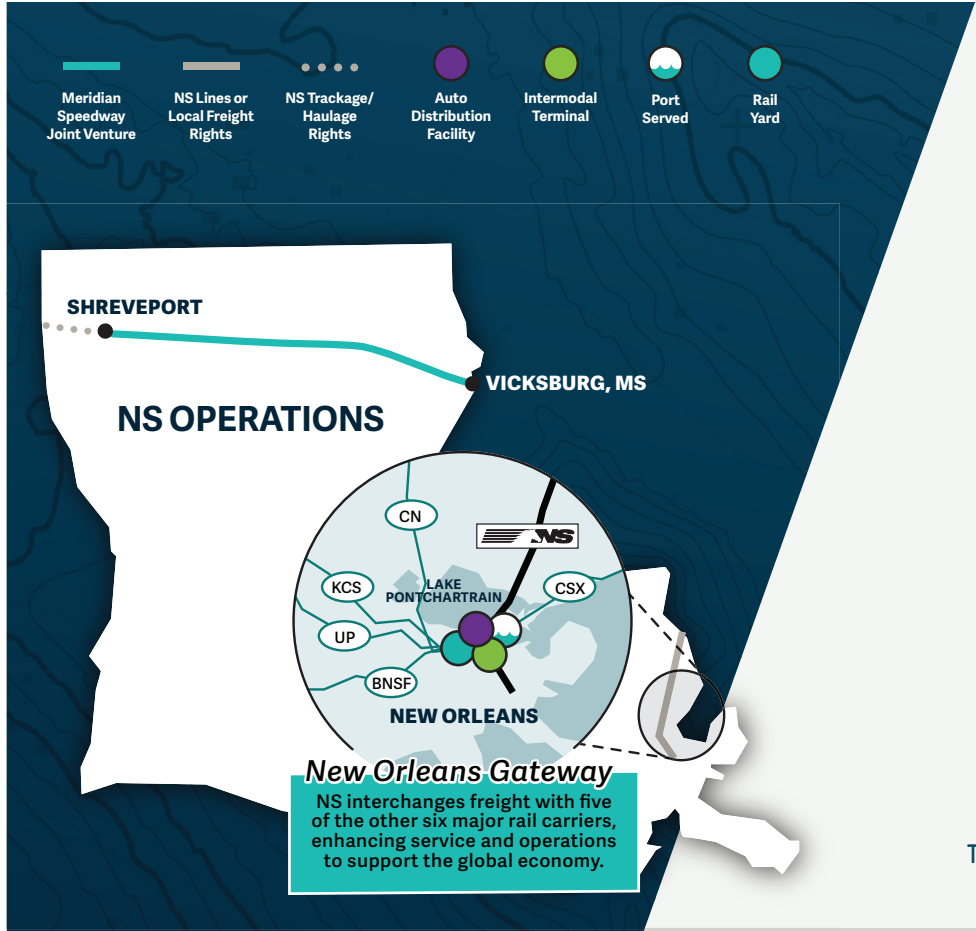 Meridian
Speedway
Joint Venture
NS Lines or
Local Freight
Rights
NS Trackage/
Haulage
Rights
Auto
Distribution
Facility
Intermodal
Terminal
Port
Served
Rail
Yard
SHREVEPORT
VICKSBURG, MS
NS OPERATIONS
CN
NS
KCS
LAKE
PONTCHARTRAIN
CSX
UP
BNSF
NEW ORLEANS
New Orleans Gateway
NS interchanges freight with five
of the other six major rail carriers,
enhancing service and operations
to support the global economy.
T